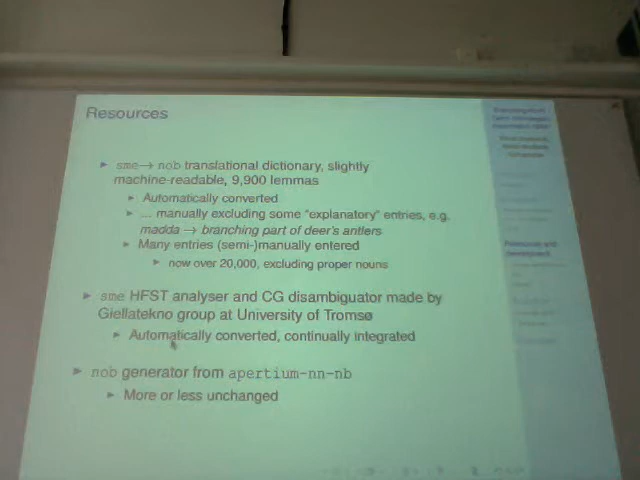 Resources
sme → nob translational dictionary, slightly
machine-readable, 9,900 lemmas
Automatically converted
... manually excluding some "explanatory" entries, e.g.
madda → branching part of deer's antlers
Many entries (semi-)manually entered
now over 20,000, excluding proper nouns
sme HFST analyser and CG disambiguator made by
Giellatekno group at University of Tromsø
Automatically converted, continually integrated
nob generator from apertium-nn-nb
More or less unchanged
Resources and
development